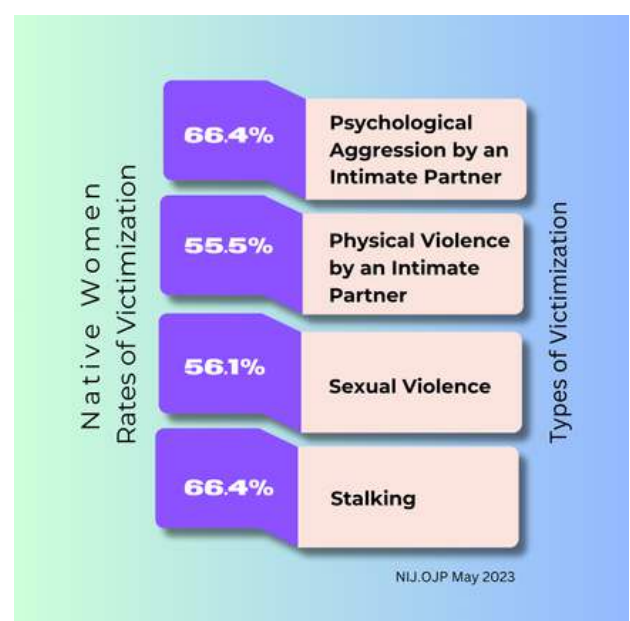 Native Women
Rates of Victimization
66.4%
Psychological
Aggression by an
Intimate Partner
55.5%
Physical Violence
by an Intimate
Partner
56.1%
Sexual Violence
66.4%
Stalking
Types of Victimization
NIJ.OJP May 2023